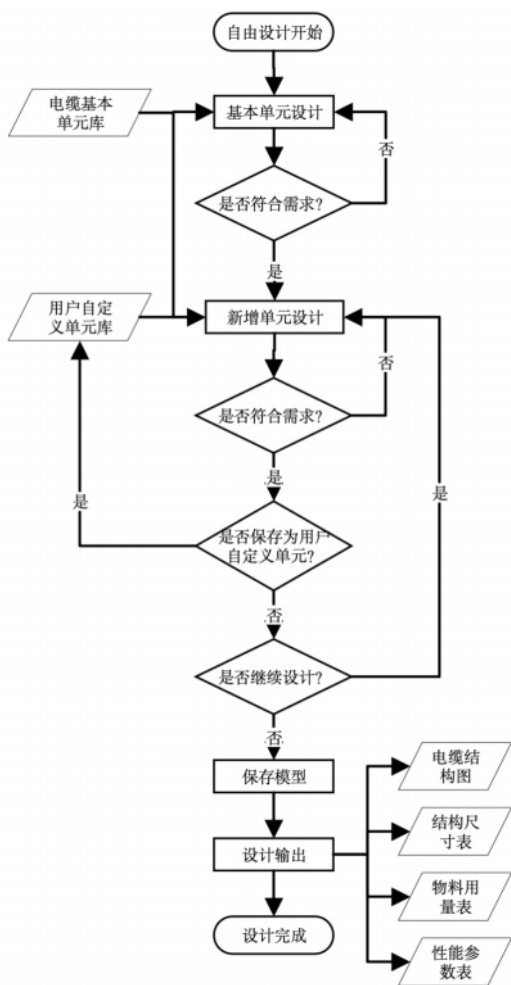 自由设计开始
电缆基本
单元库
基本单元设计
否
是否符合需求?
是
用户自定
义单元库
新增单元设计
否
是否符合需求?
是
是
是
是否保存为用户
自定义单元?
否
是否继续设计?
否
保存模型
电缆结
构图
结构尺
寸表
设计输出
物料用
量表
设计完成
性能参
数表